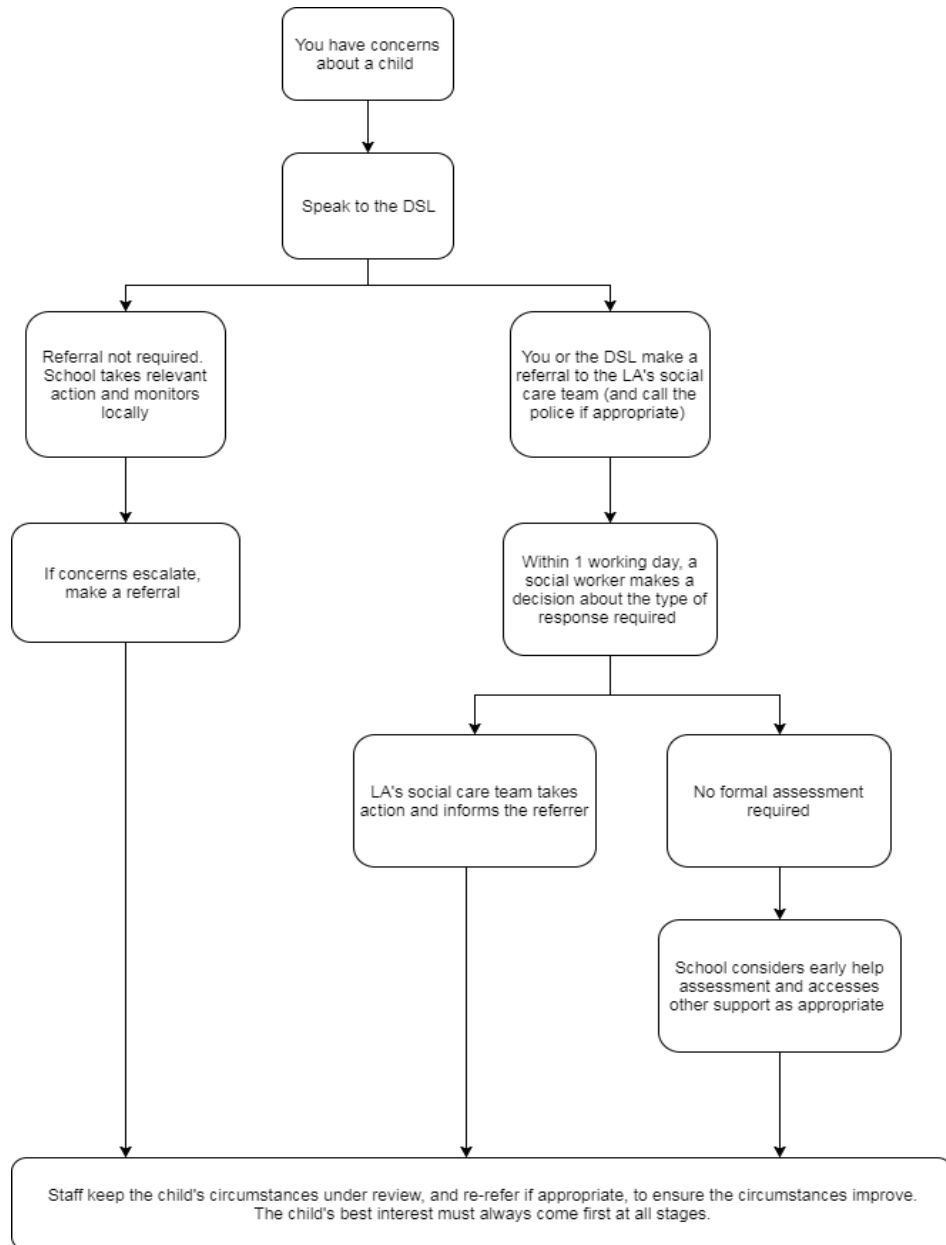 You have concerns
about a child
Speak to the DSL
Referral not required.
School takes relevant
action and monitors
locally
You or the DSL make a
referral to the LA's social
care team (and call the
police if appropriate)
If concerns escalate,
make a referral
Within 1 working day, a
social worker makes a
decision about the type of
response required
LA's social care team takes
action and informs the referrer
No formal assessment
required
School considers early help
assessment and accesses
other support as appropriate
Staff keep the child's circumstances under review, and re-refer if appropriate, to ensure the circumstances improve.
The child's best interest must always come first at all stages.